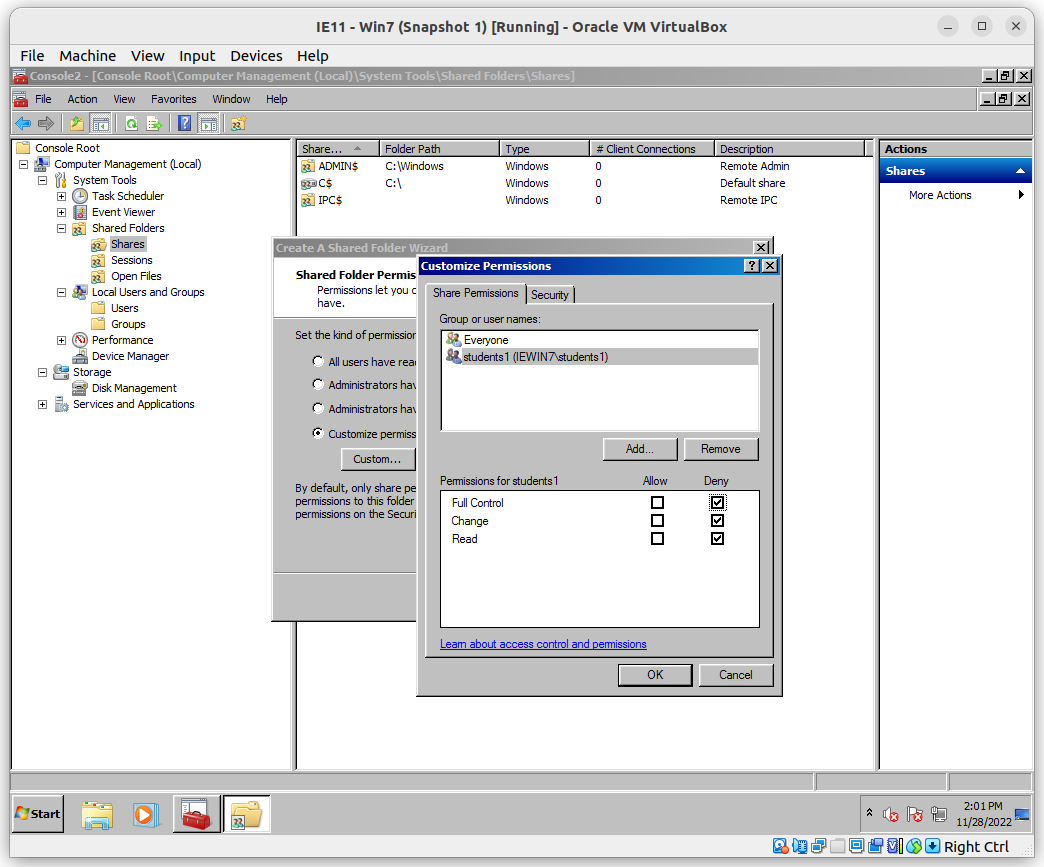 IE11 - Win7 (Snapshot 1) [Running] - Oracle VM VirtualBox
File Machine View Input Devices Help
Console2 - [Console Root\Computer Management (Local)\System Tools\Shared Folders\Shares]
File Action View Favorites Window Help
Console Root
Computer Management (Local)
System Tools
Task Scheduler
Event Viewer
Shared Folders
Shares
Sessions
Open Files
Local Users and Groups
Users
Groups
Performance
Device Manager
Storage
Disk Management
Services and Applications
Share... Folder Path Type # Client Connections Description
ADMIN$ C:\Windows Windows 0 Remote Admin
C$ C:\ Windows 0 Default share
IPC$ Windows 0 Remote IPC
Actions
Shares
More Actions
Create A Shared Folder Wizard
Shared Folder Permis
Permissions let you c
have.
Set the kind of permission
All users have read
Administrators hav
Administrators hav
Customize permiss
Custom...
By default, only share pe
permissions to this folder
permissions on the Securi
Customize Permissions
Share Permissions Security
Group or user names:
Everyone
students1 (IEWIN7\students1)
Add... Remove
Permissions for students1 Allow Deny
Full Control
Change
Read
Learn about access control and permissions
OK Cancel
Start
2:01 PM
11/28/2022
Right Ctrl